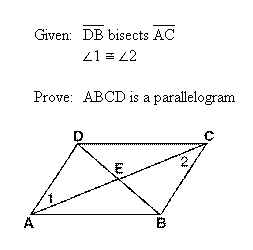 Given: DB bisects AC
∠1 ≅ ∠2
Prove: ABCD is a parallelogram
D C
E 2
1
A B